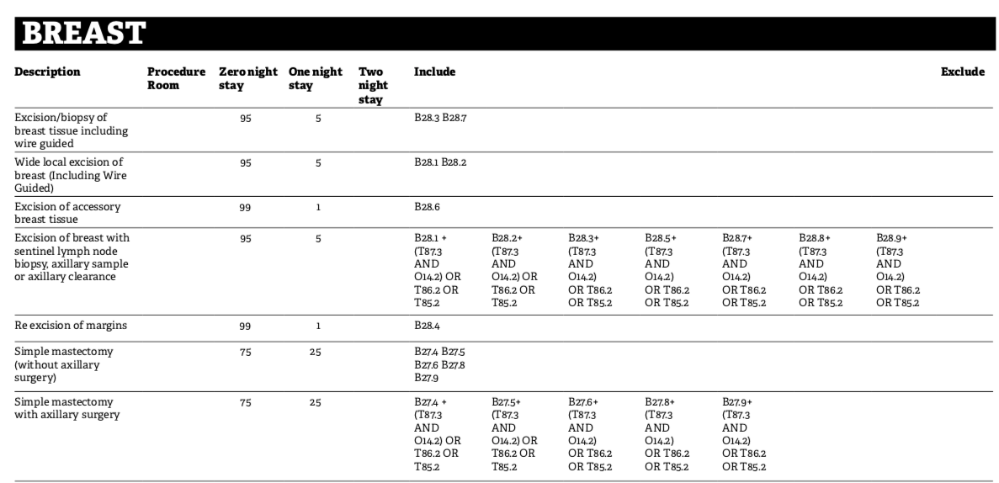 BREAST
Description Procedure Room Zero night stay One night stay Two night stay Include Exclude
Excision/biopsy of 95 5 B28.3 B28.7
breast tissue including
wire guided
Wide local excision of 95 5 B28.1 B28.2
breast (Including Wire
Guided)
Excision of accessory 99 1 B28.6
breast tissue
Excision of breast with 95 5 B28.1 + B28.2+ B28.3+ B28.5+ B28.7+ B28.8+ B28.9+
sentinel lymph node (T87.3 (T87.3 (T87.3 (T87.3 (T87.3 (T87.3 (T87.3
biopsy, axillary sample AND AND AND AND AND AND AND
or axillary clearance O14.2) OR O14.2) OR O14.2) O14.2) O14.2) O14.2) O14.2)
T86.2 OR T86.2 OR OR T86.2 OR T86.2 OR T86.2 OR T86.2 OR T86.2
T85.2 T85.2 OR T85.2 OR T85.2 OR T85.2 OR T85.2 OR T85.2
Re excision of margins 99 1 B28.4
Simple mastectomy 75 25 B27.4 B27.5
(without axillary B27.6 B27.8
surgery) B27.9
Simple mastectomy 75 25 B27.4 + B27.5+ B27.6+ B27.8+ B27.9+
with axillary surgery (T87.3 (T87.3 (T87.3 (T87.3 (T87.3
AND AND AND AND AND
O14.2) OR O14.2) OR O14.2) O14.2) O14.2)
T86.2 OR T86.2 OR OR T86.2 OR T86.2 OR T86.2
T85.2 T85.2 OR T85.2 OR T85.2 OR T85.2